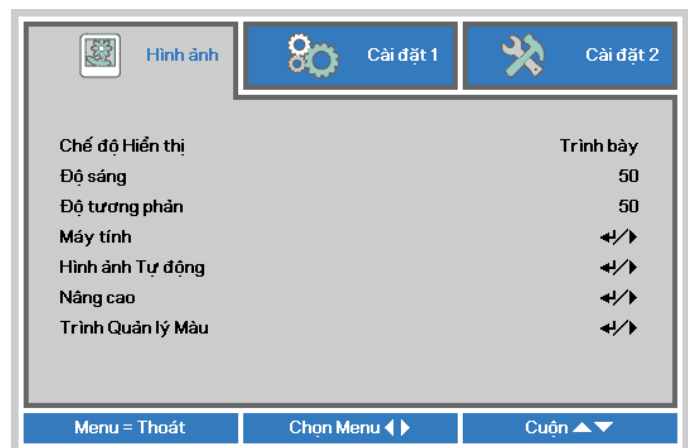 Hình ảnh
Cài đặt 1
Cài đặt 2
Chế độ Hiển thị Trình bày
Độ sáng 50
Độ tương phản 50
Máy tính
Hình ảnh Tự động
Nâng cao
Trình Quản lý Màu
Menu = Thoát
Chọn Menu
Cuộn